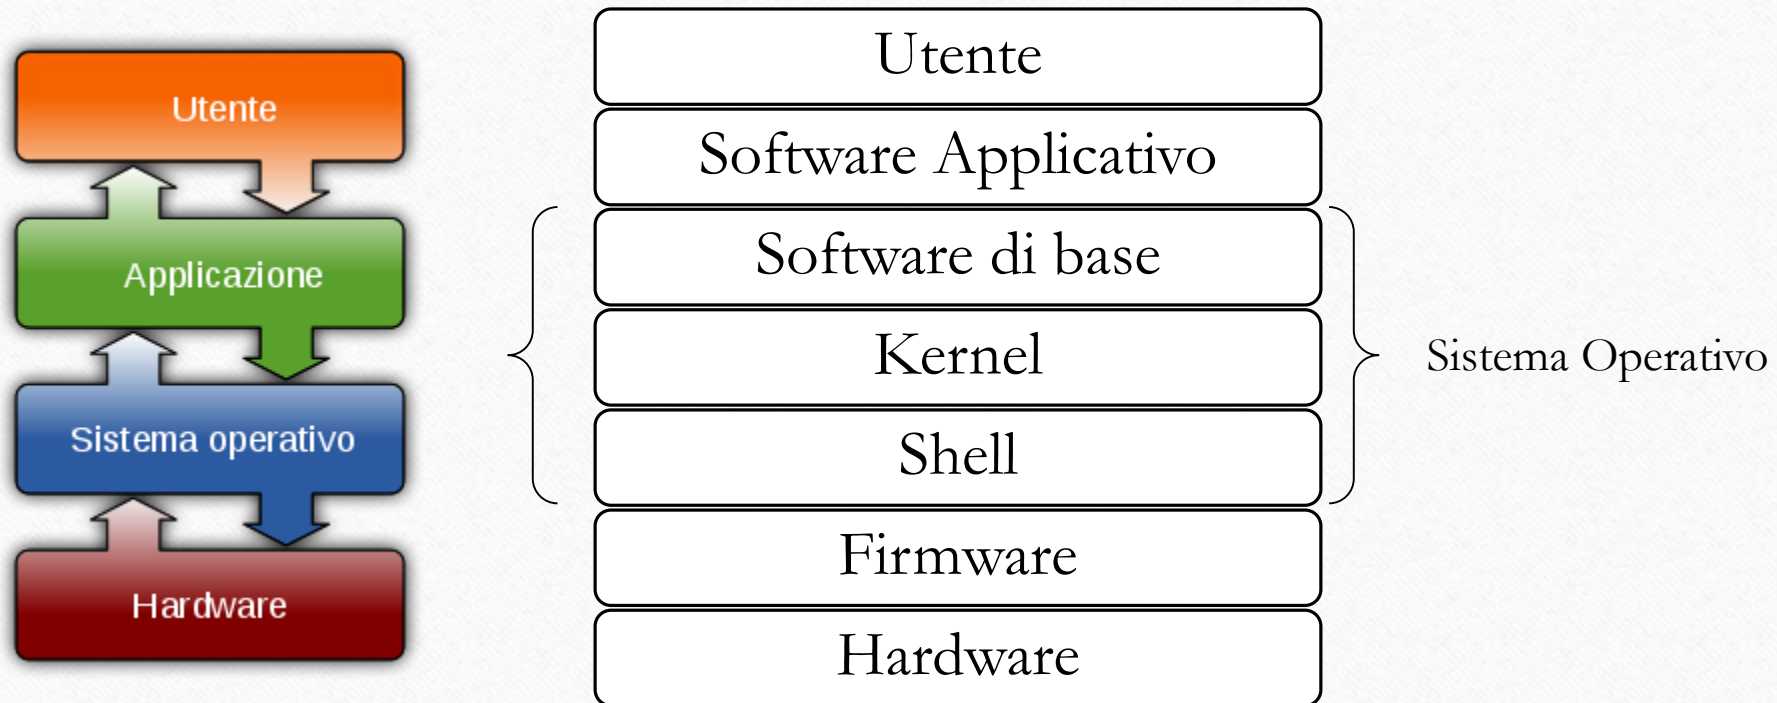 Utente
Applicazione
Sistema operativo
Hardware
Utente
Software Applicativo
Software di base
Kernel
Shell
Firmware
Hardware
Sistema Operativo